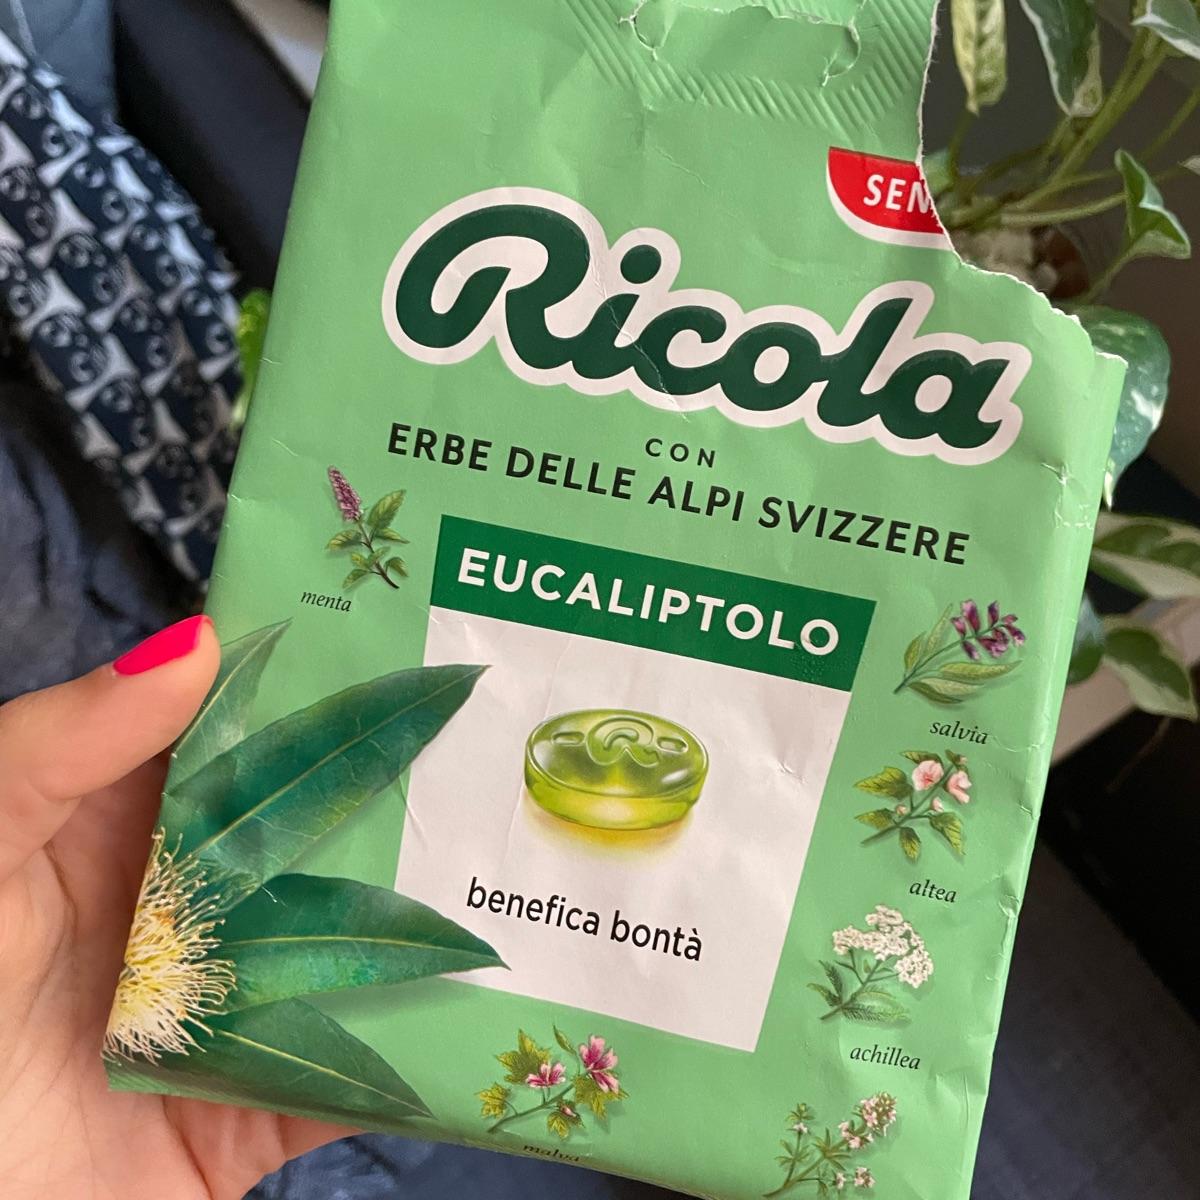 SEN
Ricola
CON
ERBE DELLE ALPI SVIZZERE
menta
EUCALIPTOLO
salvia
altea
benefica bontà
achillea
malva